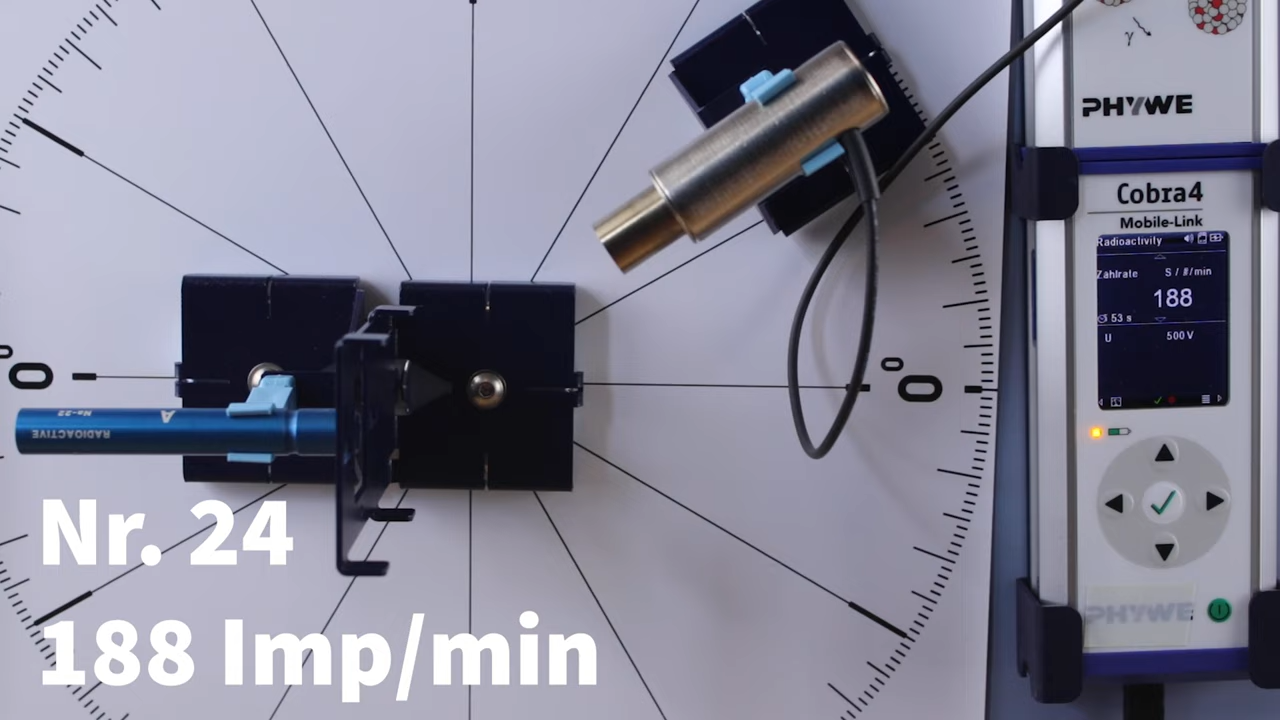 γ
PHYWE
Cobra4
Mobile-Link
Radioactivity
Zählrate S / #/min
188
53 s
U 500 V
PHYWE
0°
0°
A
Na-22
RADIOACTIVE
Nr. 24
188 Imp/min